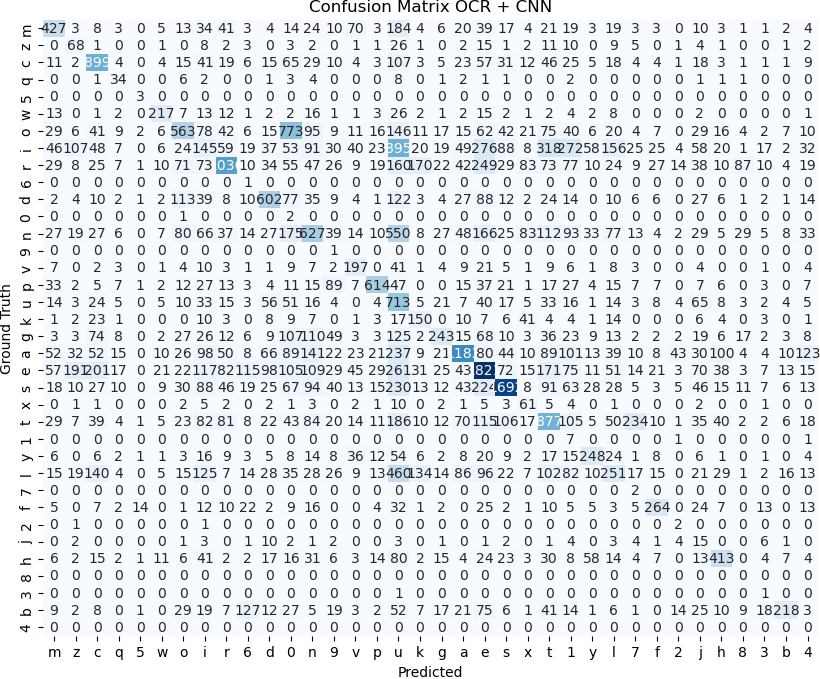 Confusion Matrix OCR + CNN
Ground Truth
m 427 3 8 3 0 5 13 34 41 3 4 14 24 10 70 3 184 4 6 20 39 17 4 21 19 3 19 3 3 0 10 3 1 1 2 4
z 0 68 1 0 0 1 0 8 2 3 0 3 2 0 1 1 26 1 0 2 15 1 2 11 10 0 9 5 0 1 4 1 0 0 1 2
c 11 2 899 4 0 4 15 41 19 6 15 65 29 10 4 3 107 3 5 23 57 31 12 46 25 5 18 4 4 1 18 3 1 1 1 9
q 0 0 1 34 0 0 6 2 0 0 1 3 4 0 0 0 8 0 1 2 1 1 0 0 2 0 0 0 0 0 1 1 1 0 0 0
5 0 0 0 0 3 0 0 0 0 0 0 0 0 0 0 0 0 0 0 0 0 0 0 0 0 0 0 0 0 0 0 0 0 0 0 0
w 13 0 1 2 0 217 7 13 12 1 2 2 16 1 1 3 26 2 1 2 15 2 1 2 4 2 8 0 0 0 2 0 0 0 0 1
o 29 6 41 9 2 6 563 78 42 6 15 773 95 9 11 16 146 11 17 15 62 42 21 75 40 6 20 4 7 0 29 16 4 2 7 10
i 46 107 48 7 0 6 24 1455 9 19 37 53 91 30 40 23 895 20 19 49 276 88 8 318 272 58 156 25 25 4 58 20 1 17 2 32
r 29 8 25 7 1 10 71 73 03 10 34 55 47 26 9 19 160 170 22 42 249 29 83 73 77 10 24 9 27 14 38 10 87 10 4 19
6 0 0 0 0 0 0 0 0 0 1 0 0 0 0 0 0 0 0 0 0 0 0 0 0 0 0 0 0 0 0 0 0 0 0 0 0
d 2 4 10 2 1 2 113 39 8 10 602 77 35 9 4 1 122 3 4 27 88 12 2 24 14 0 10 6 6 0 27 6 1 2 1 14
0 0 0 0 0 0 0 1 0 0 0 0 2 0 0 0 0 0 0 0 0 0 0 0 0 0 0 0 0 0 0 0 0 0 0 0 0
n 27 19 27 6 0 7 80 66 37 14 27 175 627 39 14 10 550 8 27 48 166 25 83 112 93 33 77 13 4 2 29 5 29 5 8 33
9 0 0 0 0 0 0 0 0 0 0 0 0 0 1 0 0 0 0 0 0 0 0 0 0 0 0 0 0 0 0 0 0 0 0 0 0
v 7 0 2 3 0 1 4 10 3 1 1 9 7 2 197 0 41 1 4 9 21 5 1 9 6 1 8 3 0 0 4 0 0 1 0 4
p 33 2 5 7 1 2 12 27 13 3 4 11 15 89 7 614 47 0 0 15 37 21 1 17 27 4 15 7 7 0 7 6 0 3 0 7
u 14 3 24 5 0 5 10 33 15 3 56 51 16 4 0 4 713 5 21 7 40 17 5 33 16 1 14 3 8 4 65 8 3 2 4 5
k 1 2 23 1 0 0 10 10 3 0 8 9 7 0 1 3 17 150 0 10 7 6 41 4 4 1 4 0 1 0 6 4 0 3 0 1
g 3 3 74 8 0 2 27 26 12 6 9 107 110 49 3 3 125 2 243 15 68 10 3 36 23 9 13 2 2 2 19 6 17 2 3 8
a 52 32 52 15 0 10 26 98 50 8 66 89 141 22 23 21 237 9 21 18 80 44 10 89 101 13 39 10 8 43 30 100 4 4 10 123
e 57 191 201 17 0 21 22 117 82 115 98 105 109 29 45 29 261 31 25 43 82 72 15 171 75 11 51 14 21 3 70 38 3 7 13 15
s 18 10 27 10 0 9 30 88 46 19 25 67 94 40 13 15 230 13 12 43 224 69 8 91 63 28 28 5 3 5 46 15 11 7 6 13
x 0 1 1 0 0 2 5 2 0 2 1 3 0 2 1 2 10 0 2 1 5 3 61 5 4 0 1 0 0 0 2 0 0 1 0 0
t 29 7 39 4 1 5 23 82 81 8 22 43 84 20 14 11 186 10 12 70 115 106 17 877 105 5 50 234 10 1 35 40 2 2 6 18
1 0 0 0 0 0 0 0 0 0 0 0 0 0 0 0 0 0 0 0 0 0 0 0 0 7 0 0 0 0 1 0 0 0 0 0 1
y 6 0 6 2 1 1 3 16 9 3 5 8 14 8 36 12 54 6 2 8 20 9 2 17 15 248 24 1 8 0 6 1 0 1 0 4
l 15 19 140 4 0 5 15 125 7 14 28 35 28 26 9 13 460 134 14 86 96 22 7 102 82 10 251 17 15 0 21 29 1 2 16 13
7 0 0 0 0 0 0 0 0 0 0 0 0 0 0 0 0 0 0 0 0 0 0 0 0 0 0 0 2 0 0 0 0 0 0 0 0
f 5 0 7 2 14 0 1 12 10 22 2 9 16 0 0 4 32 1 2 0 25 2 1 10 5 5 3 5 264 0 24 7 0 13 0 13
2 0 0 1 0 0 0 0 1 0 0 0 0 0 0 0 0 0 0 0 0 0 0 0 0 0 0 0 0 0 2 0 0 0 0 0 0
j 0 2 0 0 0 1 3 0 1 10 2 1 2 0 0 2 9 0 2 1 2 0 1 4 0 3 4 1 4 15 0 0 6 1 0
h 6 2 15 2 1 11 6 41 2 2 17 16 31 6 3 14 80 2 15 4 24 23 3 30 8 58 14 4 7 0 13 413 0 4 7 4
8 0 0 0 0 0 0 0 0 0 0 0 0 0 0 0 0 0 0 0 0 0 0 0 0 0 0 0 0 0 0 0 0 0 0 0 0
3 0 0 0 0 0 0 0 0 0 0 0 0 0 0 0 0 1 0 0 0 0 0 0 0 0 0 0 0 0 0 0 0 0 1 0 0
b 9 2 8 0 1 0 29 19 7 127 12 27 5 19 3 2 52 7 17 21 75 6 1 41 14 1 6 1 0 14 25 10 9 18 218 3
4 0 0 0 0 0 0 0 0 0 0 0 0 0 0 0 0 0 0 0 0 0 0 0 0 0 0 0 0 0 0 0 0 0 0 0 0
m z c q 5 w o i r 6 d 0 n 9 v p u k g a e s x t 1 y l 7 f 2 j h 8 3 b 4
Predicted